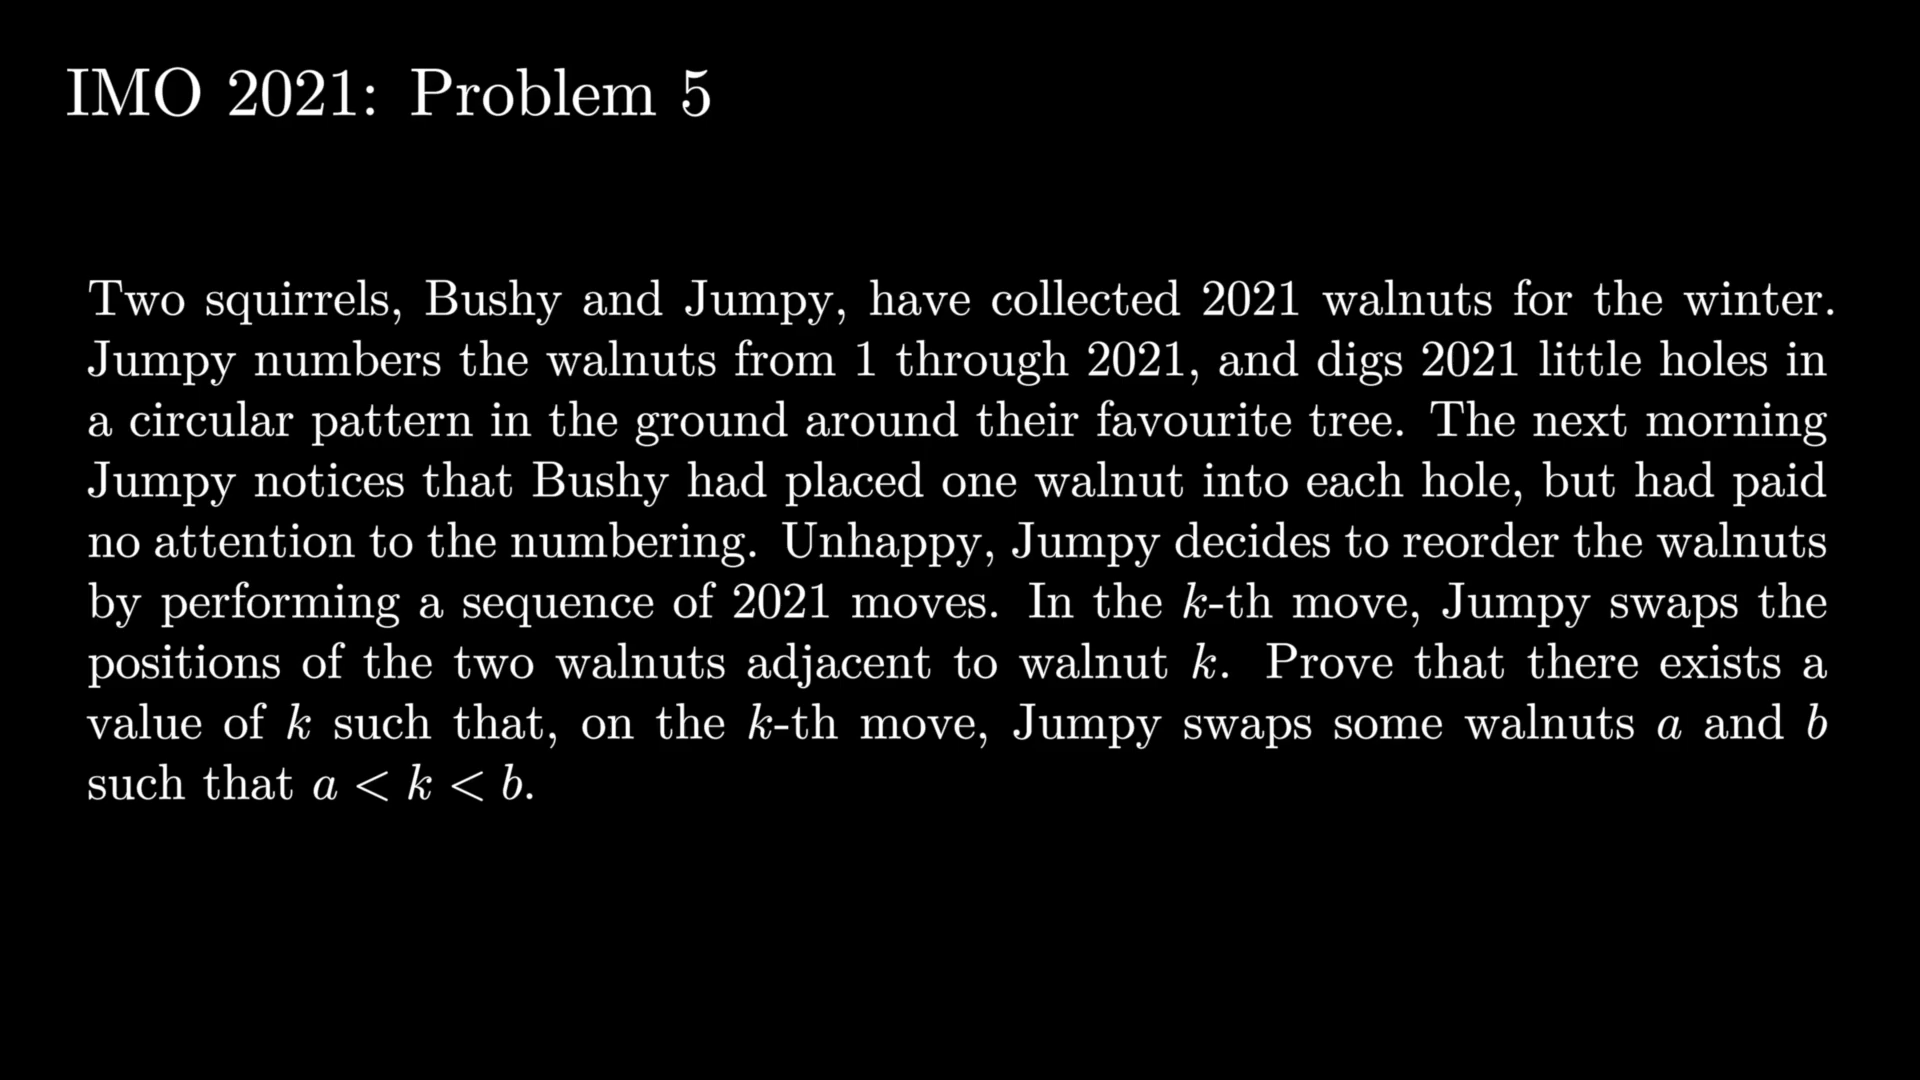 IMO 2021: Problem 5
Two squirrels, Bushy and Jumpy, have collected 2021 walnuts for the winter.
Jumpy numbers the walnuts from 1 through 2021, and digs 2021 little holes in
a circular pattern in the ground around their favourite tree. The next morning
Jumpy notices that Bushy had placed one walnut into each hole, but had paid
no attention to the numbering. Unhappy, Jumpy decides to reorder the walnuts
by performing a sequence of 2021 moves. In the k-th move, Jumpy swaps the
positions of the two walnuts adjacent to walnut k. Prove that there exists a
value of k such that, on the k-th move, Jumpy swaps some walnuts a and b
such that a < k < b.